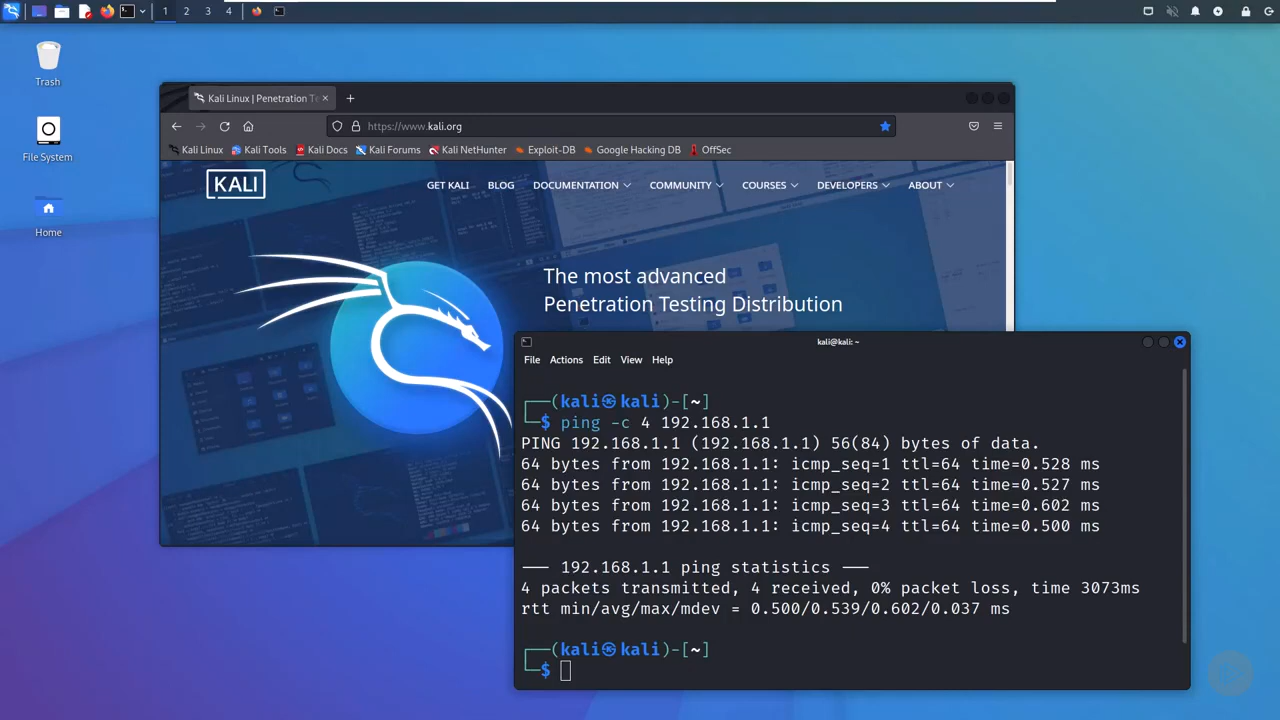 1 2 3 4
Trash
File System
Home
Kali Linux | Penetration Te
https://www.kali.org
Kali Linux Kali Tools Kali Docs Kali Forums Kali NetHunter Exploit-DB Google Hacking DB OffSec
KALI
GET KALI BLOG DOCUMENTATION COMMUNITY COURSES DEVELOPERS ABOUT
The most advanced
Penetration Testing Distribution
kali@kali: ~
File Actions Edit View Help
┌──(kali㉿kali)-[~]
└─$ ping -c 4 192.168.1.1
PING 192.168.1.1 (192.168.1.1) 56(84) bytes of data.
64 bytes from 192.168.1.1: icmp_seq=1 ttl=64 time=0.528 ms
64 bytes from 192.168.1.1: icmp_seq=2 ttl=64 time=0.527 ms
64 bytes from 192.168.1.1: icmp_seq=3 ttl=64 time=0.602 ms
64 bytes from 192.168.1.1: icmp_seq=4 ttl=64 time=0.500 ms
--- 192.168.1.1 ping statistics ---
4 packets transmitted, 4 received, 0% packet loss, time 3073ms
rtt min/avg/max/mdev = 0.500/0.539/0.602/0.037 ms
┌──(kali㉿kali)-[~]
└─$